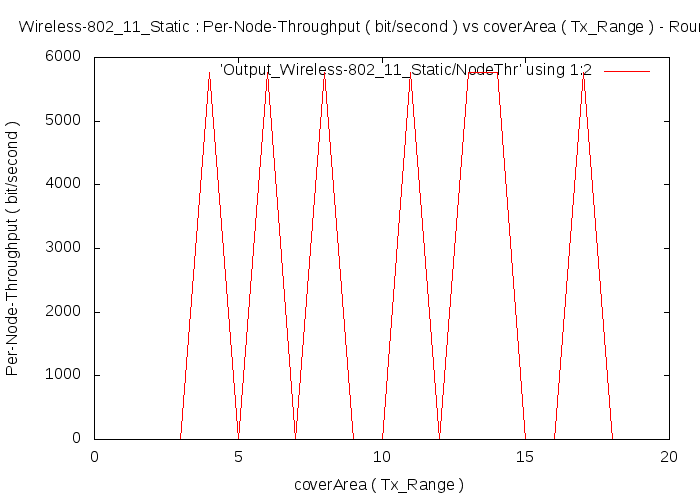 Wireless-802_11_Static : Per-Node-Throughput ( bit/second ) vs coverArea ( Tx_Range ) - Roun
'Output_Wireless-802_11_Static/NodeThr' using 1:2
6000
5000
4000
3000
2000
1000
0
Per-Node-Throughput ( bit/second )
0 5 10 15 20
coverArea ( Tx_Range )